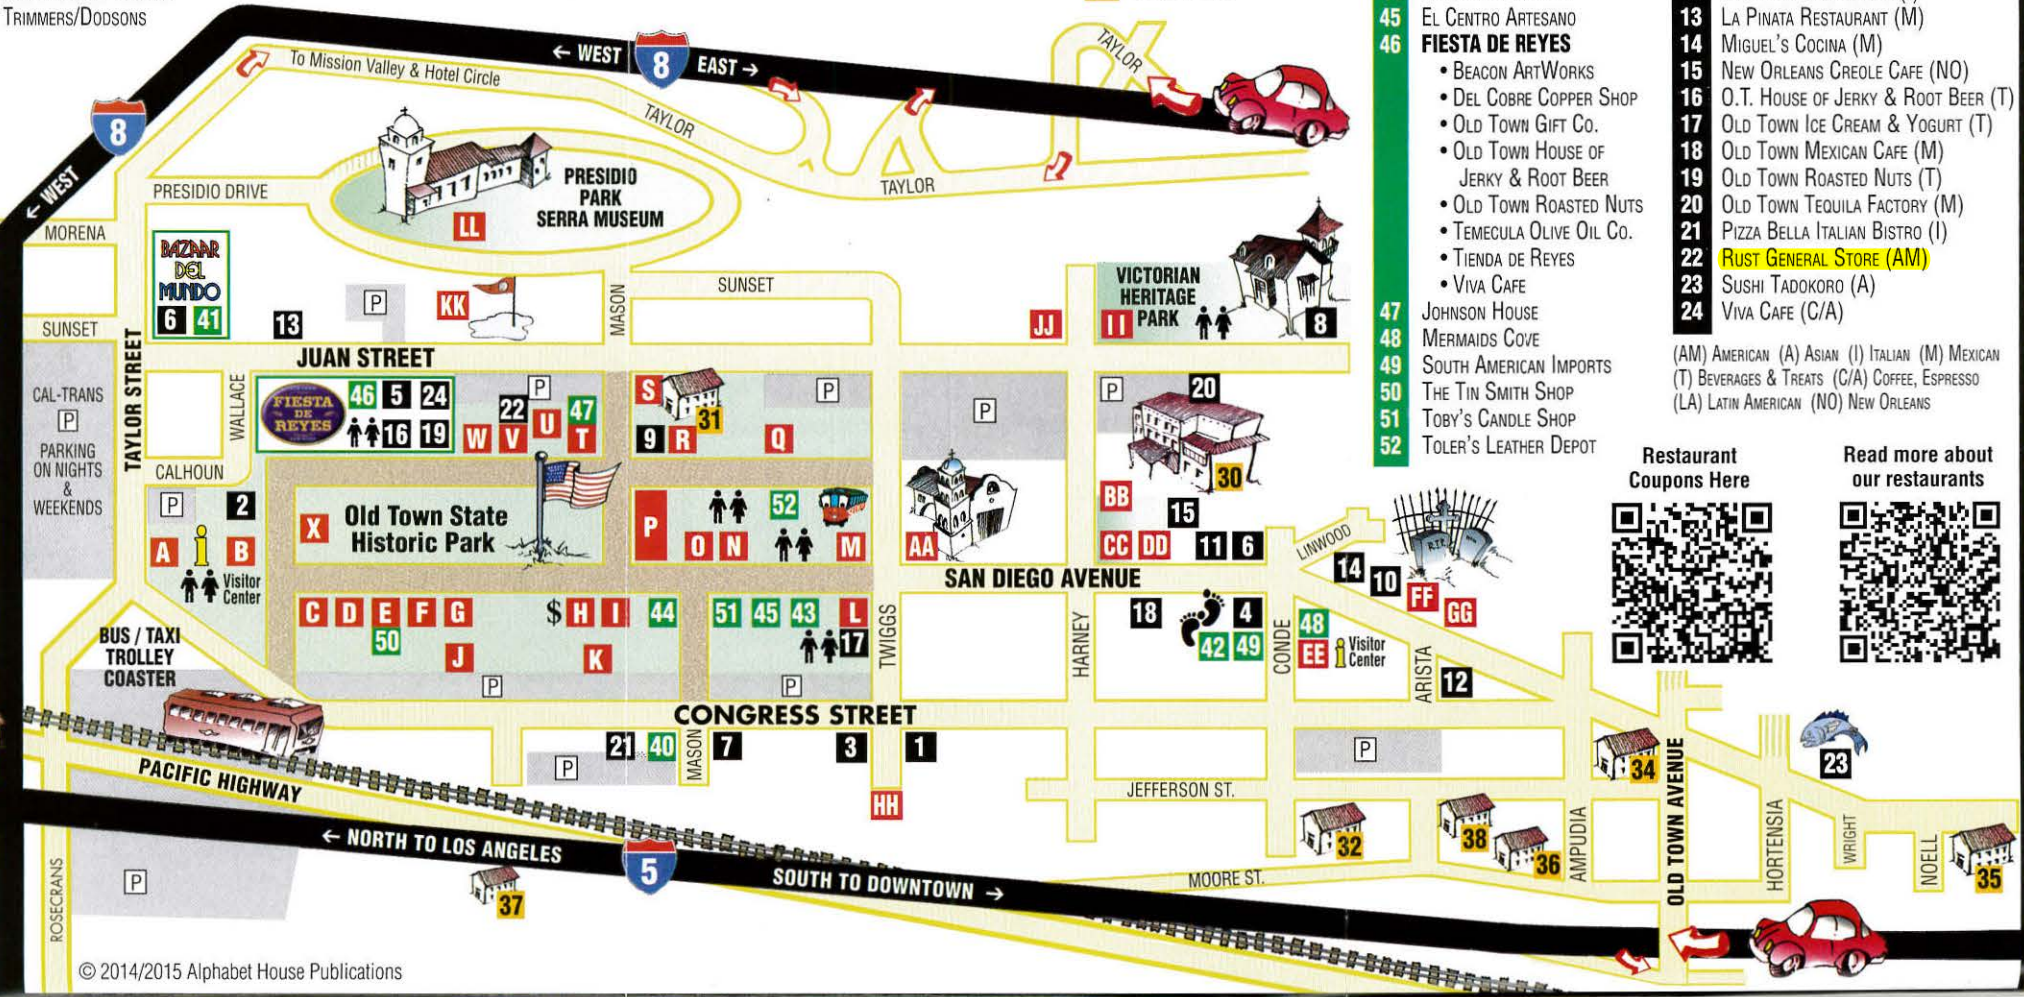 TRIMMERS/DODSONS
← WEST
8
EAST →
To Mission Valley & Hotel Circle
TAYLOR
TAYLOR
TAYLOR
8
← WEST
PRESIDIO DRIVE
PRESIDIO
PARK
SERRA MUSEUM
LL
MORENA
BAZAAR
DEL
MUNDO
6 41
13
P
KK
MASON
SUNSET
SUNSET
VICTORIAN
HERITAGE
PARK
JJ
II
8
TAYLOR STREET
JUAN STREET
CAL-TRANS
P
PARKING
ON NIGHTS
&
WEEKENDS
WALLACE
FIESTA
DE
REYES
46 5 24
16 19
W V U T
22
47
P
S
31
9 R
Q
P
P
P
20
30
CALHOUN
P
2
A i B
Visitor
Center
X
Old Town State
Historic Park
P
O N
52
M
AA
BB
15
CC DD 11 6
LINWOOD
RIP
14
10
FF
GG
SAN DIEGO AVENUE
C D E F G
50
J
$ H I
44
K
51 45 43 L
17
TWIGGS
HARNEY
18
4
42 49
CONDE
48
EE
i Visitor
Center
ARISTA
12
BUS / TAXI
TROLLEY
COASTER
P
P
CONGRESS STREET
21 40
MASON
7
3
1
P
HH
P
JEFFERSON ST.
PACIFIC HIGHWAY
← NORTH TO LOS ANGELES
5
SOUTH TO DOWNTOWN →
MOORE ST.
32
38
36
34
AMPUDIA
OLD TOWN AVENUE
HORTENSIA
23
WRIGHT
NOELL
35
ROSECRANS
P
37
© 2014/2015 Alphabet House Publications
45 EL CENTRO ARTESANO
46 FIESTA DE REYES
• BEACON ARTWORKS
• DEL COBRE COPPER SHOP
• OLD TOWN GIFT CO.
• OLD TOWN HOUSE OF
JERKY & ROOT BEER
• OLD TOWN ROASTED NUTS
• TEMECULA OLIVE OIL CO.
• TIENDA DE REYES
• VIVA CAFE
47 JOHNSON HOUSE
48 MERMAIDS COVE
49 SOUTH AMERICAN IMPORTS
50 THE TIN SMITH SHOP
51 TOBY'S CANDLE SHOP
52 TOLER'S LEATHER DEPOT
13 LA PINATA RESTAURANT (M)
14 MIGUEL'S COCINA (M)
15 NEW ORLEANS CREOLE CAFE (NO)
16 O.T. HOUSE OF JERKY & ROOT BEER (T)
17 OLD TOWN ICE CREAM & YOGURT (T)
18 OLD TOWN MEXICAN CAFE (M)
19 OLD TOWN ROASTED NUTS (T)
20 OLD TOWN TEQUILA FACTORY (M)
21 PIZZA BELLA ITALIAN BISTRO (I)
22 RUST GENERAL STORE (AM)
23 SUSHI TADOKORO (A)
24 VIVA CAFE (C/A)
(AM) AMERICAN (A) ASIAN (I) ITALIAN (M) MEXICAN
(T) BEVERAGES & TREATS (C/A) COFFEE, ESPRESSO
(LA) LATIN AMERICAN (NO) NEW ORLEANS
Restaurant
Coupons Here
Read more about
our restaurants